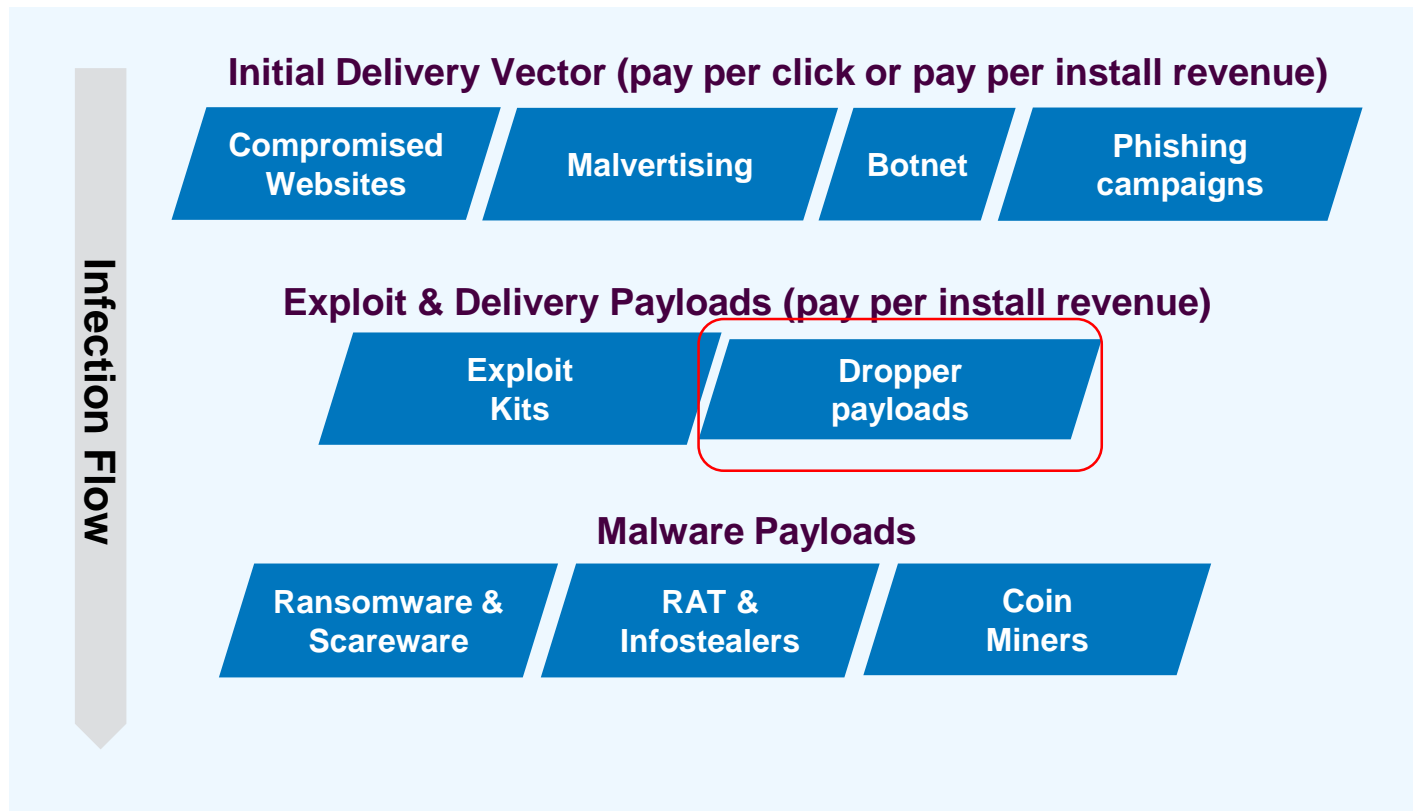 Initial Delivery Vector (pay per click or pay per install revenue)
Compromised
Websites
Malvertising
Botnet
Phishing
campaigns
Infection Flow
Exploit & Delivery Payloads (pay per install revenue)
Exploit
Kits
Dropper
payloads
Malware Payloads
Ransomware &
Scareware
RAT &
Infostealers
Coin
Miners